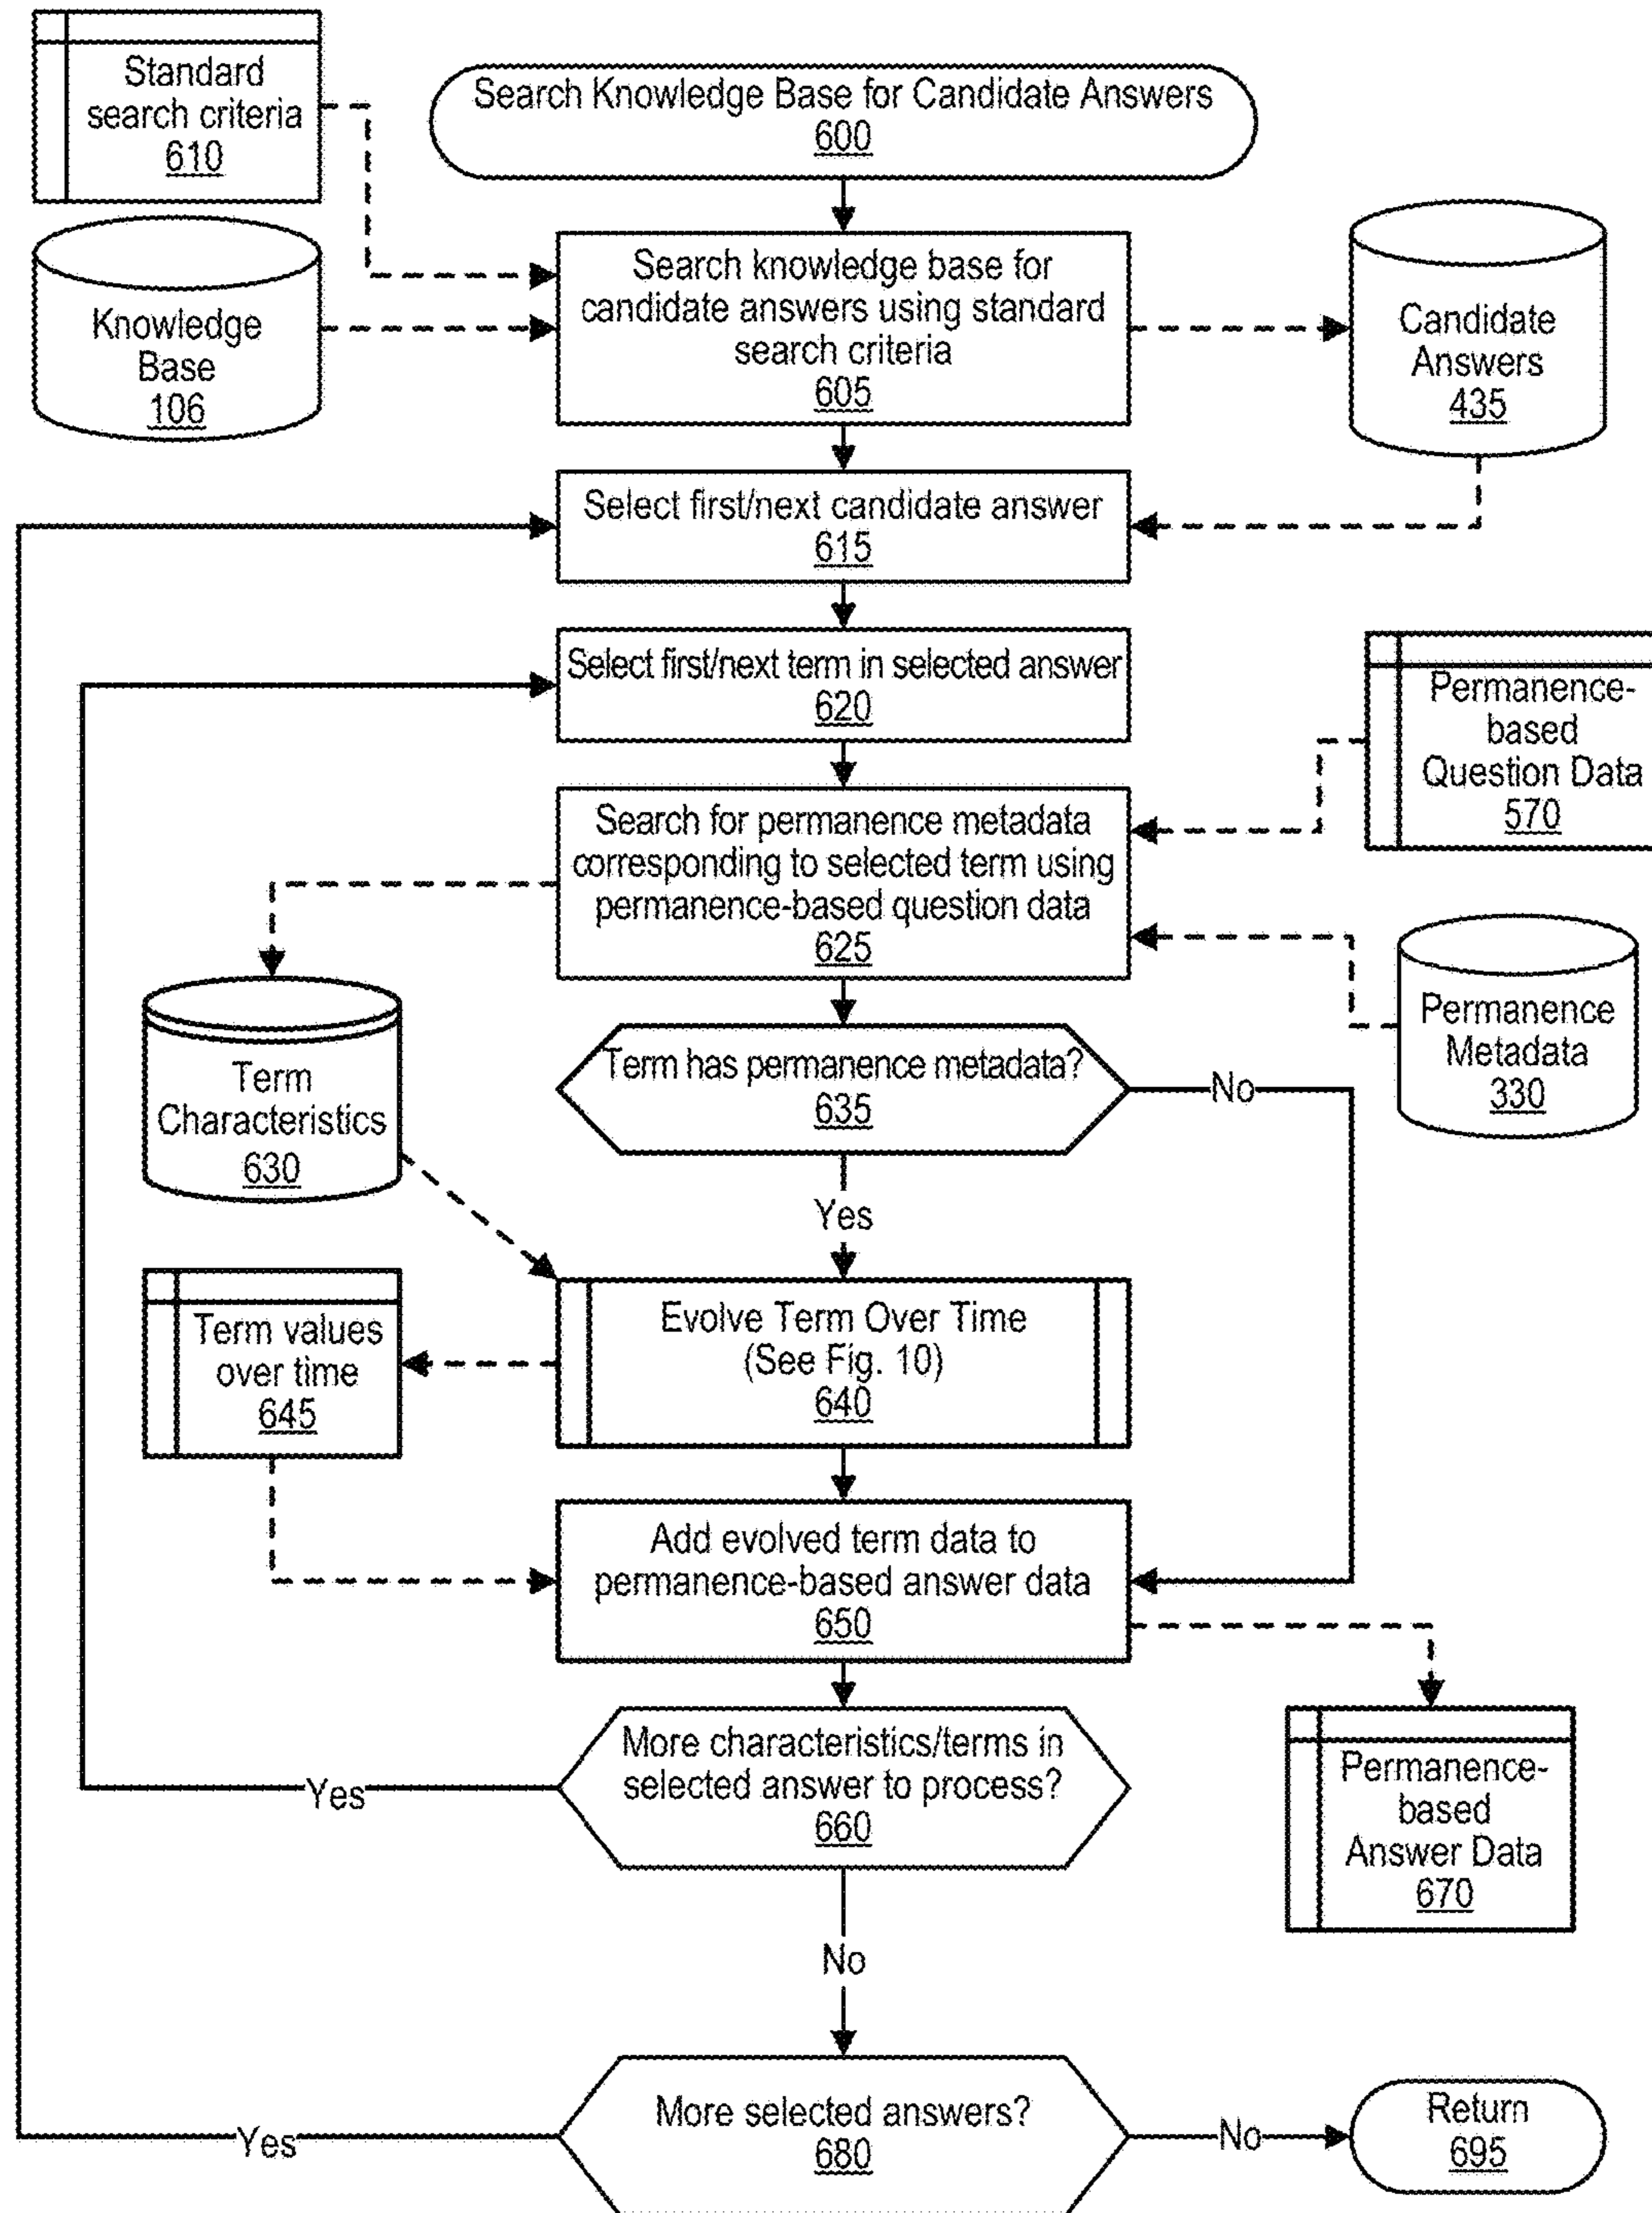 Standard
search criteria
610
Search Knowledge Base for Candidate Answers
600
Knowledge
Base
106
Search knowledge base for
candidate answers using standard
search criteria
605
Candidate
Answers
435
Select first/next candidate answer
615
Select first/next term in selected answer
620
Permanence-
based
Question Data
570
Search for permanence metadata
corresponding to selected term using
permanence-based question data
625
Permanence
Metadata
330
Term
Characteristics
630
Term has permanence metadata?
635
No
Yes
Term values
over time
645
Evolve Term Over Time
(See Fig. 10)
640
Add evolved term data to
permanence-based answer data
650
More characteristics/terms in
selected answer to process?
660
Yes
Permanence-
based
Answer Data
670
No
More selected answers?
680
Yes
No
Return
695